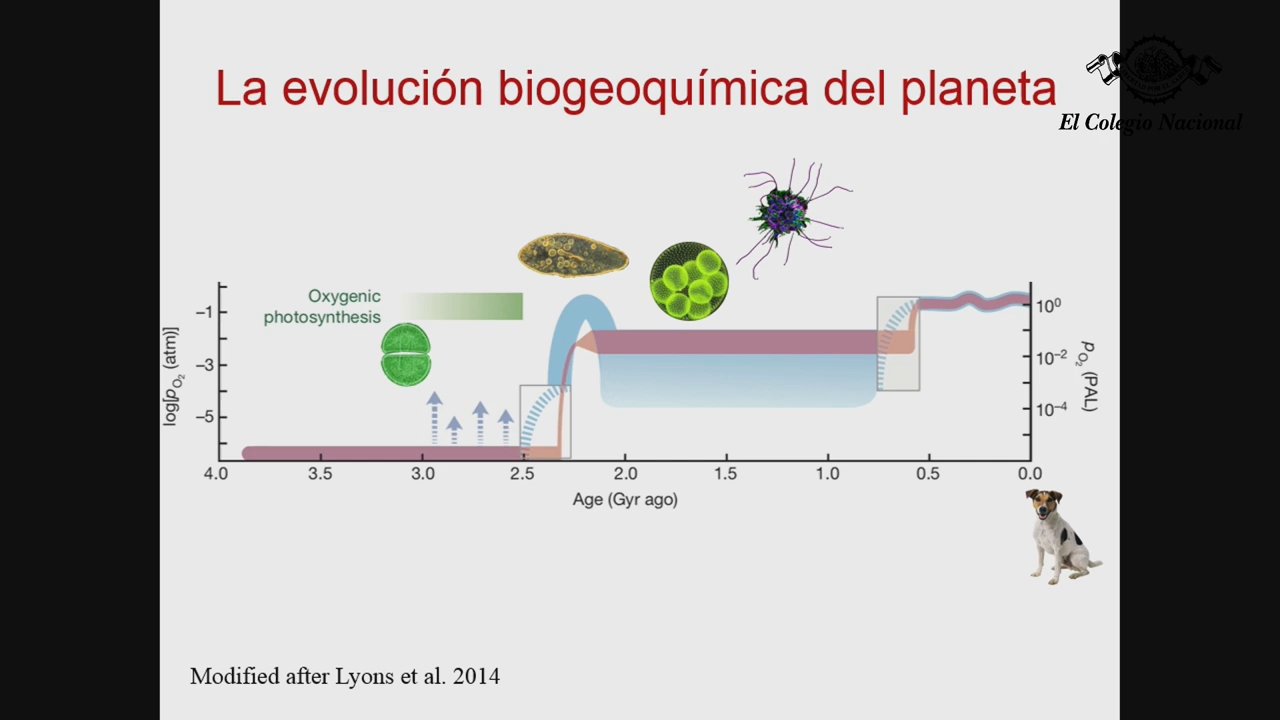 La evolución biogeoquímica del planeta
El Colegio Nacional
Oxygenic
photosynthesis
log[pO2 (atm)]
–1
–3
–5
10⁰
10⁻²
10⁻⁴
pO2 (PAL)
4.0 3.5 3.0 2.5 2.0 1.5 1.0 0.5 0.0
Age (Gyr ago)
Modified after Lyons et al. 2014